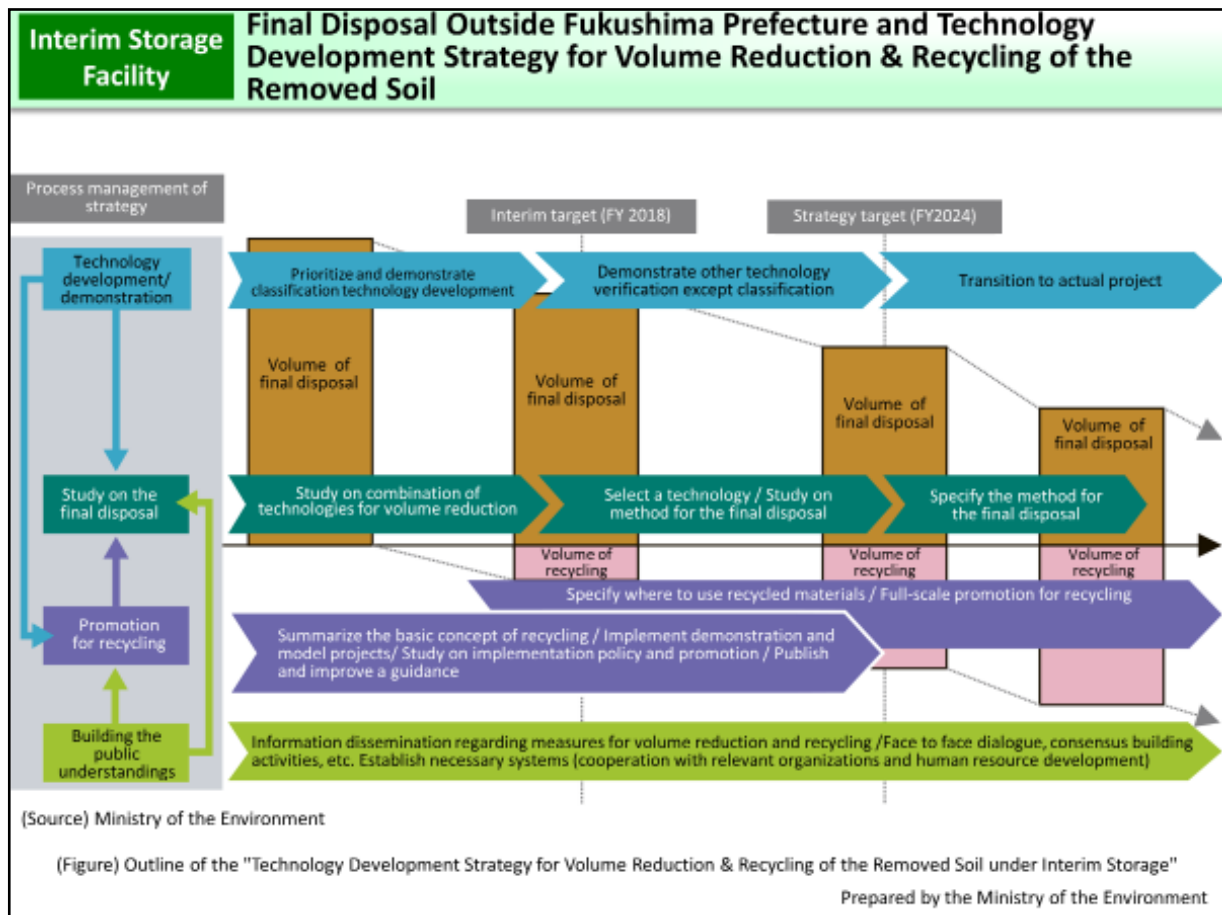 Interim Storage
Facility
Final Disposal Outside Fukushima Prefecture and Technology
Development Strategy for Volume Reduction & Recycling of the
Removed Soil
Process management of
strategy
Interim target (FY 2018)
Strategy target (FY2024)
Technology
development/
demonstration
Prioritize and demonstrate
classification technology development
Demonstrate other technology
verification except classification
Transition to actual project
Volume of
final disposal
Volume of
final disposal
Volume of
final disposal
Volume of
final disposal
Study on the
final disposal
Study on combination of
technologies for volume reduction
Select a technology / Study on
method for the final disposal
Specify the method for
the final disposal
Volume of
recycling
Volume of
recycling
Volume of
recycling
Specify where to use recycled materials / Full-scale promotion for recycling
Promotion
for recycling
Summarize the basic concept of recycling / Implement demonstration and
model projects/ Study on implementation policy and promotion / Publish
and improve a guidance
Building the
public
understandings
Information dissemination regarding measures for volume reduction and recycling /Face to face dialogue, consensus building
activities, etc. Establish necessary systems (cooperation with relevant organizations and human resource development)
(Source) Ministry of the Environment
(Figure) Outline of the "Technology Development Strategy for Volume Reduction & Recycling of the Removed Soil under Interim Storage"
Prepared by the Ministry of the Environment